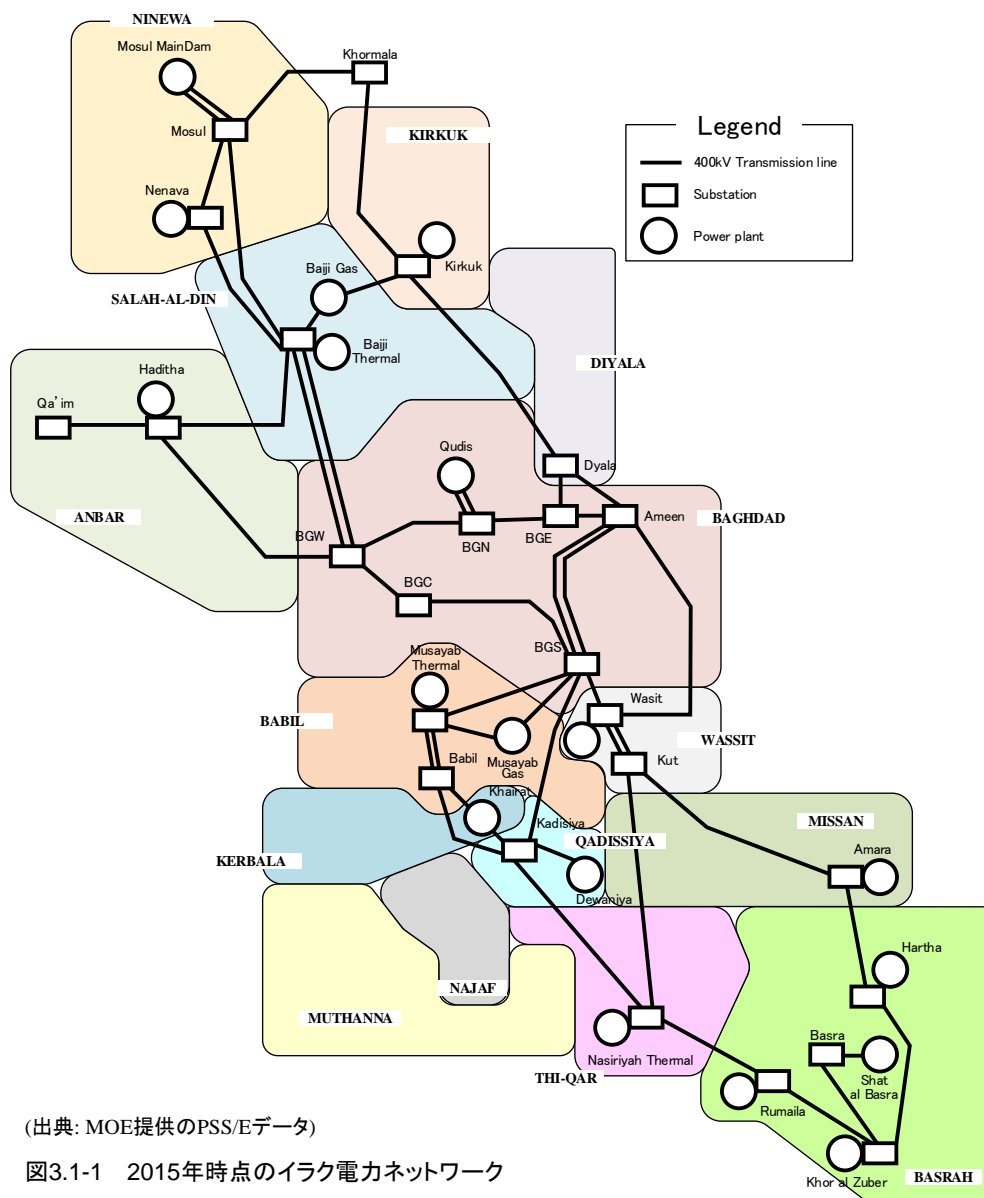 NINEWA
Mosul MainDam
Khormala
Mosul
KIRKUK
Legend
400kV Transmission line
Substation
Power plant
Nenava
Kirkuk
Baiji Gas
SALAH-AL-DIN
Baiji
Thermal
DIYALA
Haditha
Qa'im
Qudis
Dyala
ANBAR
BGW
BGN
BGE
Ameen
BAGHDAD
BGC
BGS
Musayab
Thermal
Wasit
BABIL
WASSIT
Babil
Musayab
Gas
Kut
Khairat
Kadisiya
QADISSIYA
MISSAN
KERBALA
Amara
Dewaniya
Hartha
NAJAF
MUTHANNA
Basra
Nasiriyah Thermal
Shat
al Basra
THI-QAR
Rumaila
Khor al Zuber
BASRAH
(出典: MOE提供のPSS/Eデータ)
図3.1-1 2015年時点のイラク電力ネットワーク